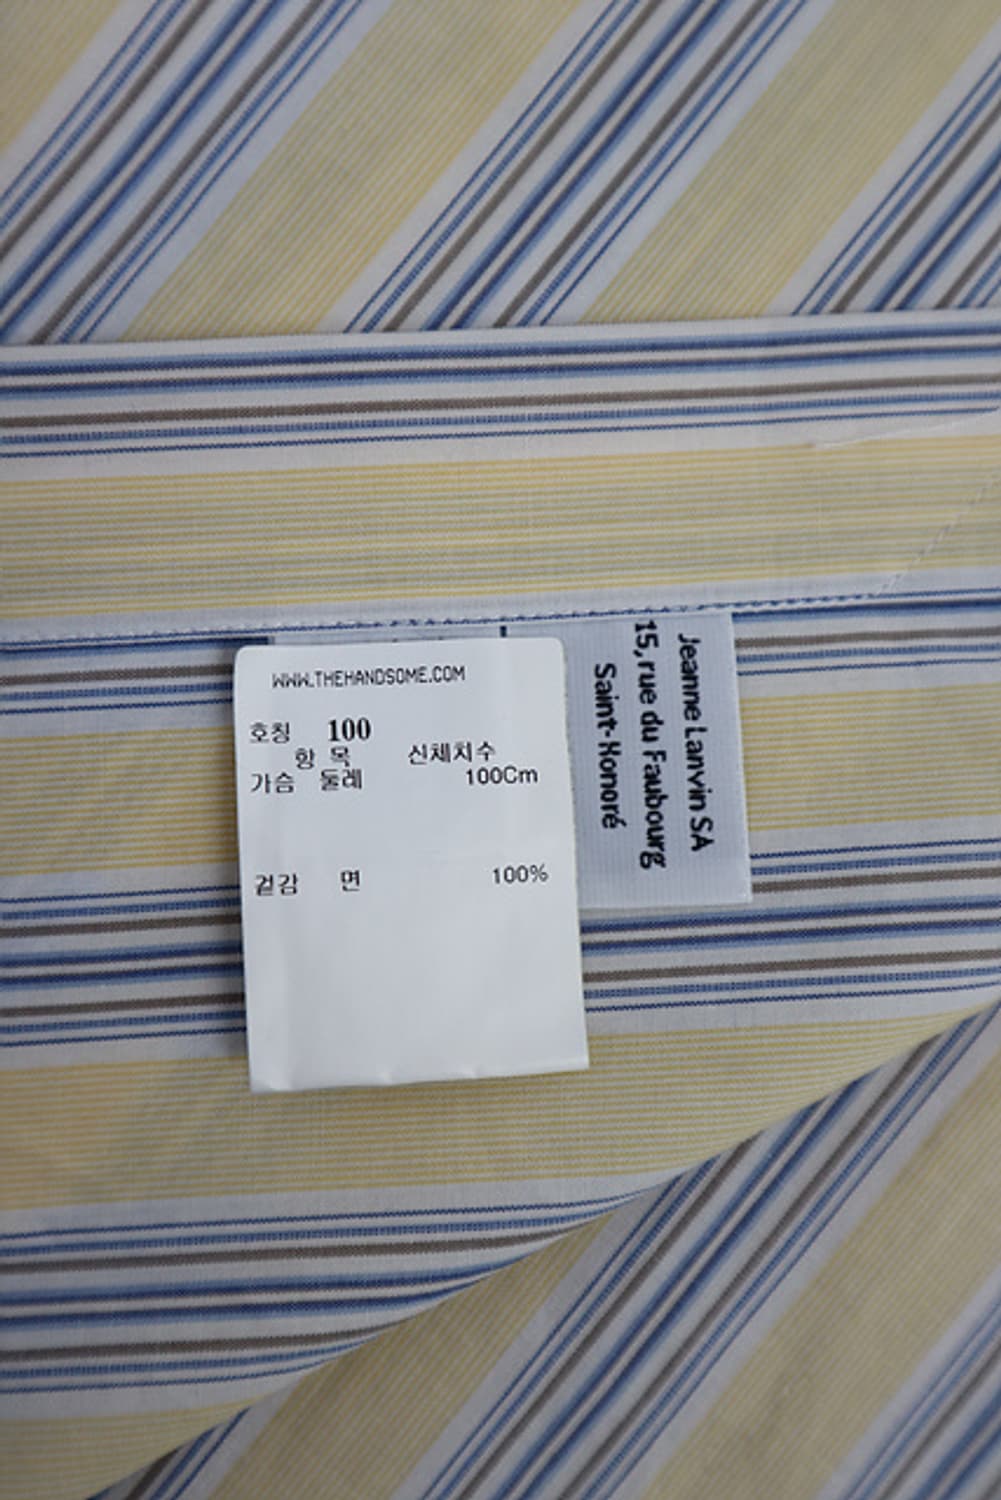 WWW.THEHANDSOME.COM
호칭 100
항 목 신체치수
가슴 둘레 100Cm
겉감 면 100%
Jeanne Lanvin SA
15, rue du Faubourg
Saint-Honoré